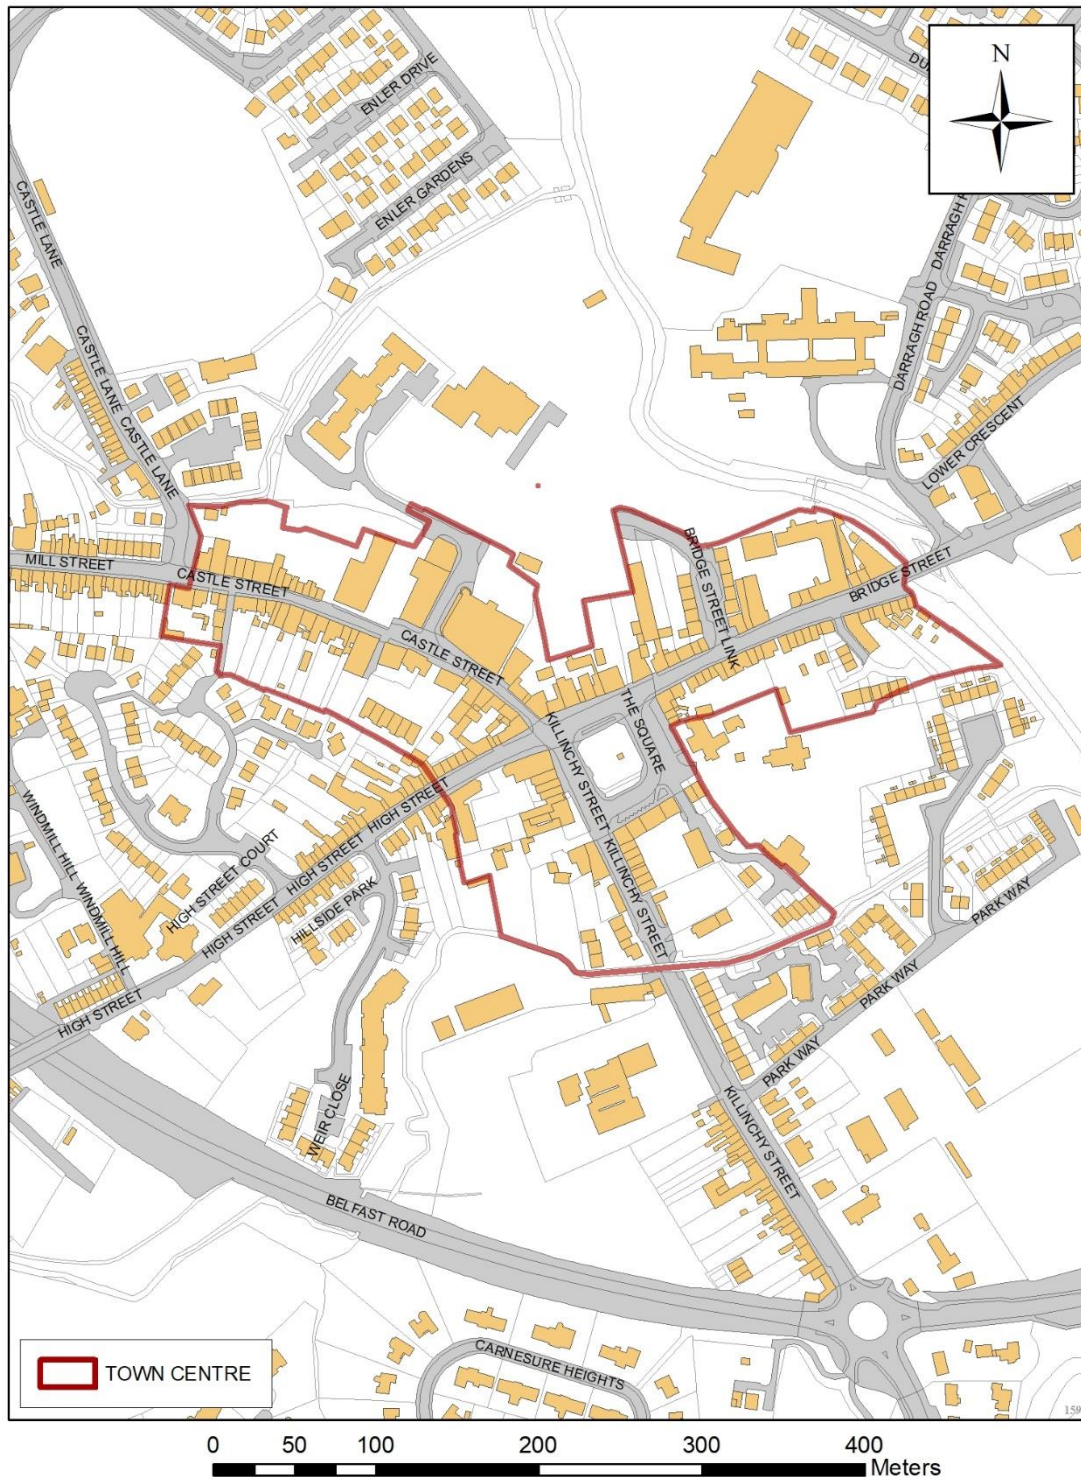 N
ENLER DRIVE
ENLER GARDENS
CASTLE LANE
CASTLE LANE
CASTLE LANE
DARRAGH
DARRAGH ROAD
LOWER CRESCENT
MILL STREET
CASTLE STREET
CASTLE STREET
BRIDGE STREET LINK
BRIDGE STREET
THE SQUARE
KILLINCHY STREET
KILLINCHY STREET
HIGH STREET
HIGH STREET
HIGH STREET
HIGH STREET
HIGH STREET COURT
HILLSIDE PARK
WINDMILL HILL
WINDMILL HILL
PARK WAY
PARK WAY
PARK WAY
KILLINCHY STREET
WEIR CLOSE
BELFAST ROAD
CARNESURE HEIGHTS
TOWN CENTRE
159
0 50 100 200 300 400
Meters